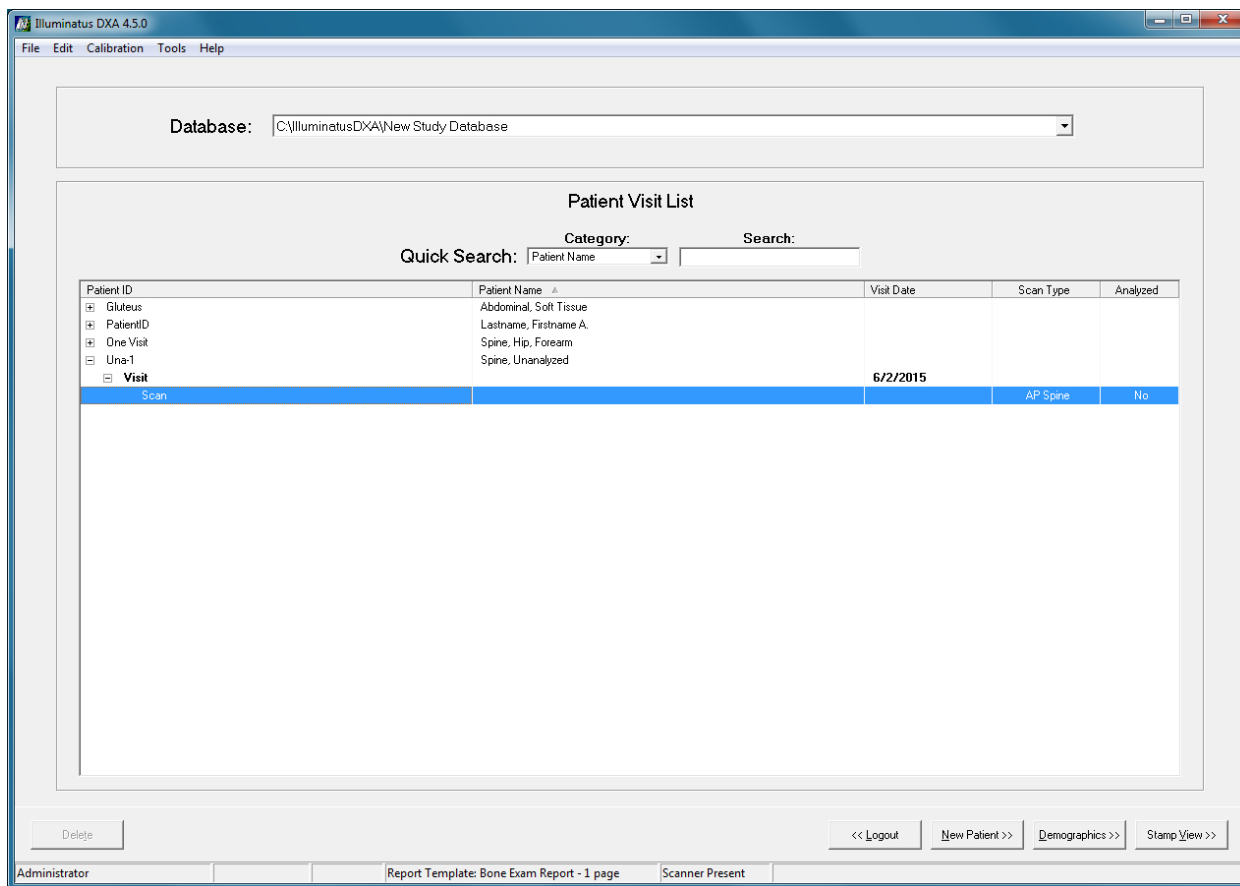 Illuminatus DXA 4.5.0
File Edit Calibration Tools Help
Database: C:\IlluminatusDXA\New Study Database
Patient Visit List
Category: Search:
Quick Search: Patient Name
Patient ID Patient Name Visit Date Scan Type Analyzed
Gluteus Abdominal, Soft Tissue
PatientID Lastname, Firstname A.
One Visit Spine, Hip, Forearm
Una-1 Spine, Unanalyzed
Visit 6/2/2015
Scan AP Spine No
Delete << Logout New Patient >> Demographics >> Stamp View >>
Administrator Report Template: Bone Exam Report - 1 page Scanner Present